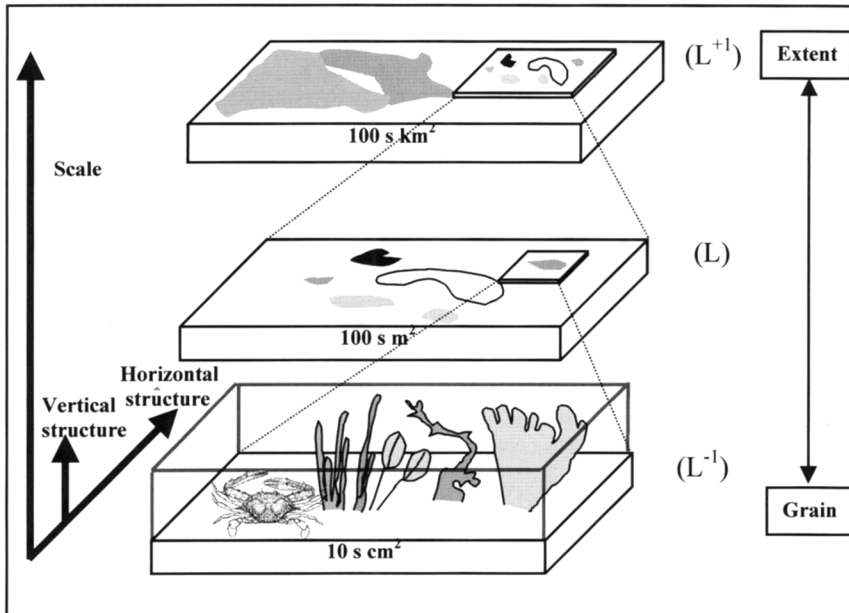 (L⁺¹)
Extent
100 s km²
Scale
(L)
100 s m²
Horizontal
structure
Vertical
structure
(L⁻¹)
Grain
10 s cm²